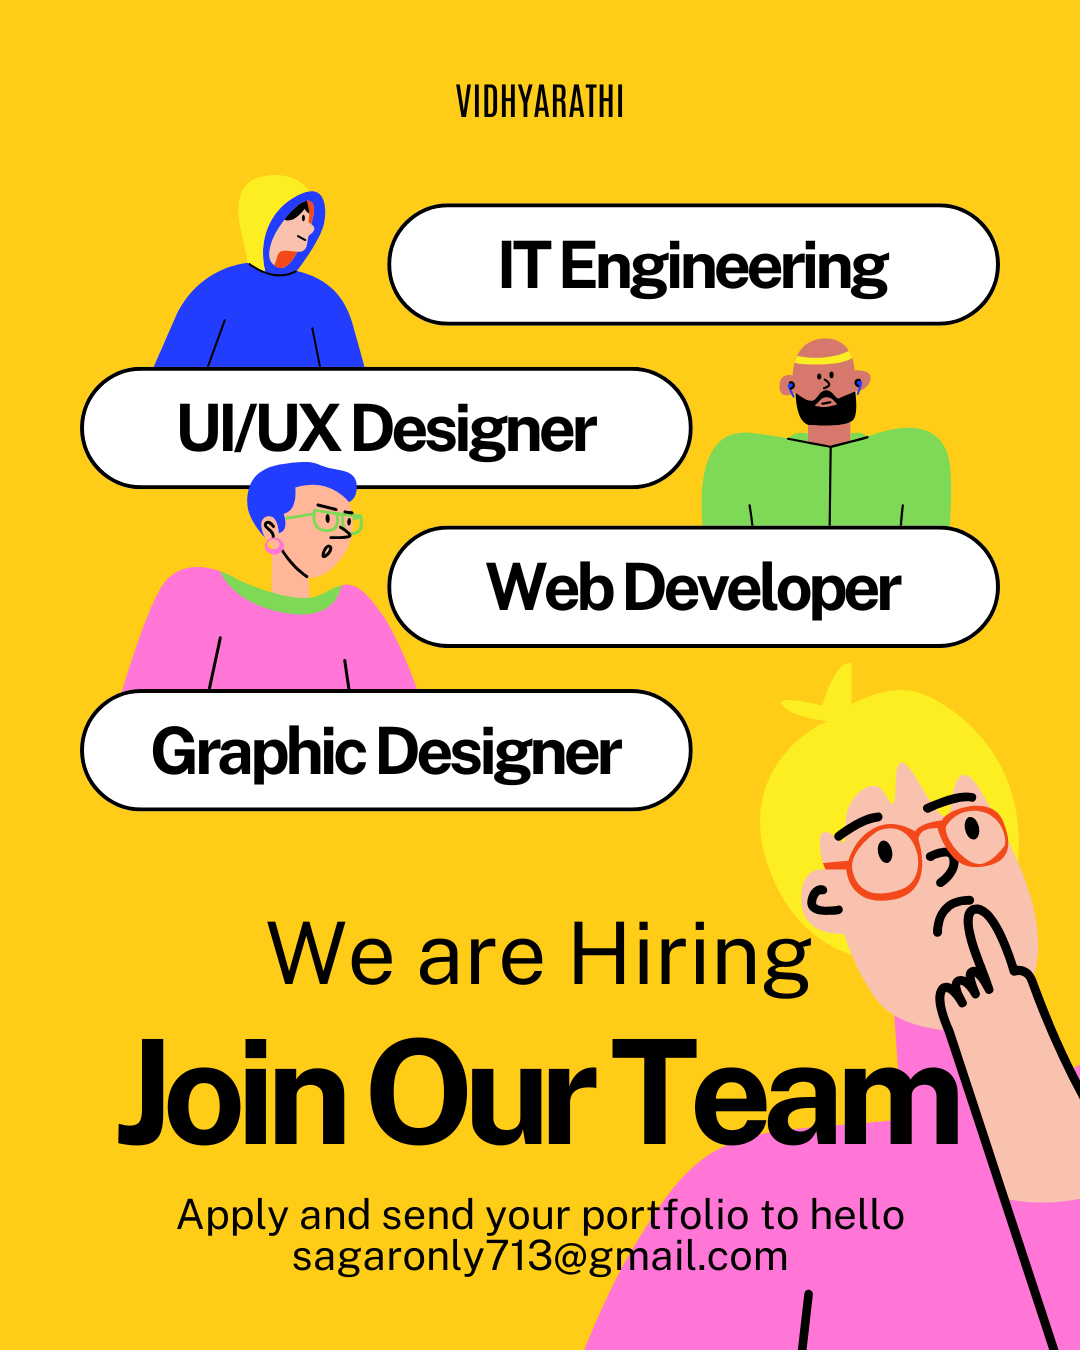 VIDHYARATHI
IT Engineering
UI/UX Designer
Web Developer
Graphic Designer
We are Hiring
Join Our Team
Apply and send your portfolio to hello
sagaronly713@gmail.com